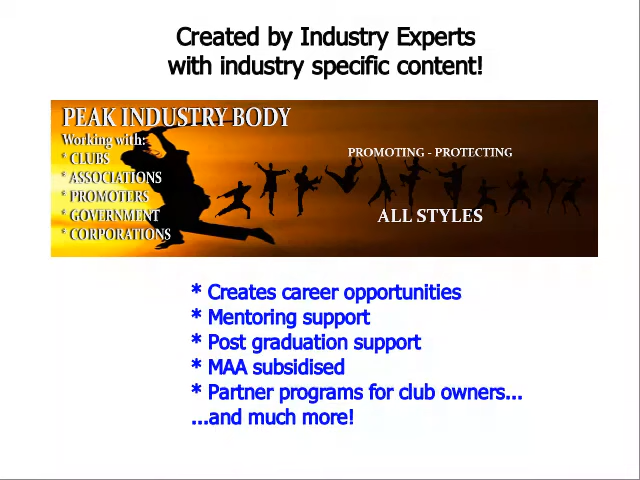 Created by Industry Experts
with industry specific content!
PEAK INDUSTRY BODY
Working with:
* CLUBS
* ASSOCIATIONS
* PROMOTERS
* GOVERNMENT
* CORPORATIONS
PROMOTING - PROTECTING
ALL STYLES
* Creates career opportunities
* Mentoring support
* Post graduation support
* MAA subsidised
* Partner programs for club owners...
...and much more!